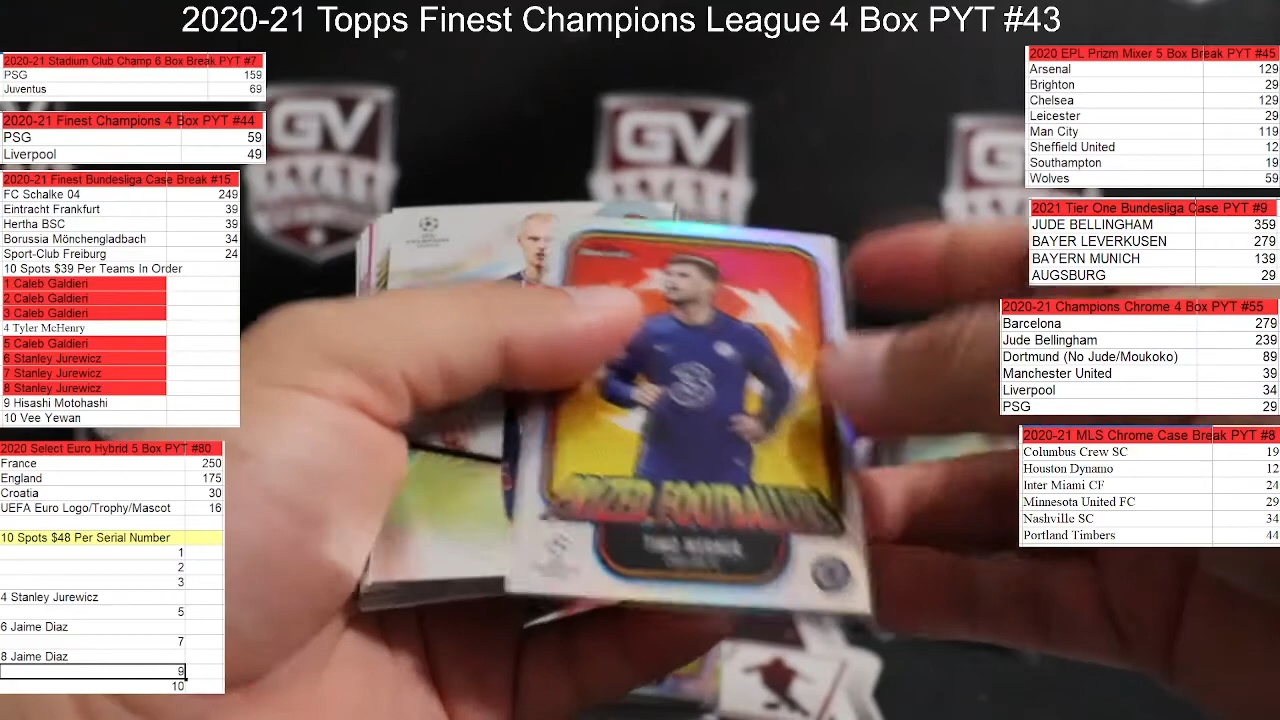 2020-21 Topps Finest Champions League 4 Box PYT #43
2020-21 Stadium Club Champ 6 Box Break PYT #7
PSG 159
Juventus 69
2020-21 Finest Champions 4 Box PYT #44
PSG 59
Liverpool 49
2020-21 Finest Bundesliga Case Break #15
FC Schalke 04 249
Eintracht Frankfurt 39
Hertha BSC 39
Borussia Mönchengladbach 34
Sport-Club Freiburg 24
10 Spots $39 Per Teams In Order
1 Caleb Galdieri
2 Caleb Galdieri
3 Caleb Galdieri
4 Tyler McHenry
5 Caleb Galdieri
6 Stanley Jurewicz
7 Stanley Jurewicz
8 Stanley Jurewicz
9 Hisashi Motohashi
10 Vee Yewan
2020 Select Euro Hybrid 5 Box PYT #80
France 250
England 175
Croatia 30
UEFA Euro Logo/Trophy/Mascot 16
10 Spots $48 Per Serial Number
1
2
3
4 Stanley Jurewicz
5
6 Jaime Diaz
7
8 Jaime Diaz
9
10
GV
GV
PRIZED FOOTBALLERS
TIMO WERNER
2020 EPL Prizm Mixer 5 Box Break PYT #45
Arsenal 129
Brighton 29
Chelsea 129
Leicester 29
Man City 119
Sheffield United 12
Southampton 19
Wolves 59
2021 Tier One Bundesliga Case PYT #9
JUDE BELLINGHAM 359
BAYER LEVERKUSEN 279
BAYERN MUNICH 139
AUGSBURG 29
2020-21 Champions Chrome 4 Box PYT #55
Barcelona 279
Jude Bellingham 239
Dortmund (No Jude/Moukoko) 89
Manchester United 39
Liverpool 34
PSG 29
2020-21 MLS Chrome Case Break PYT #8
Columbus Crew SC 19
Houston Dynamo 12
Inter Miami CF 24
Minnesota United FC 29
Nashville SC 34
Portland Timbers 44